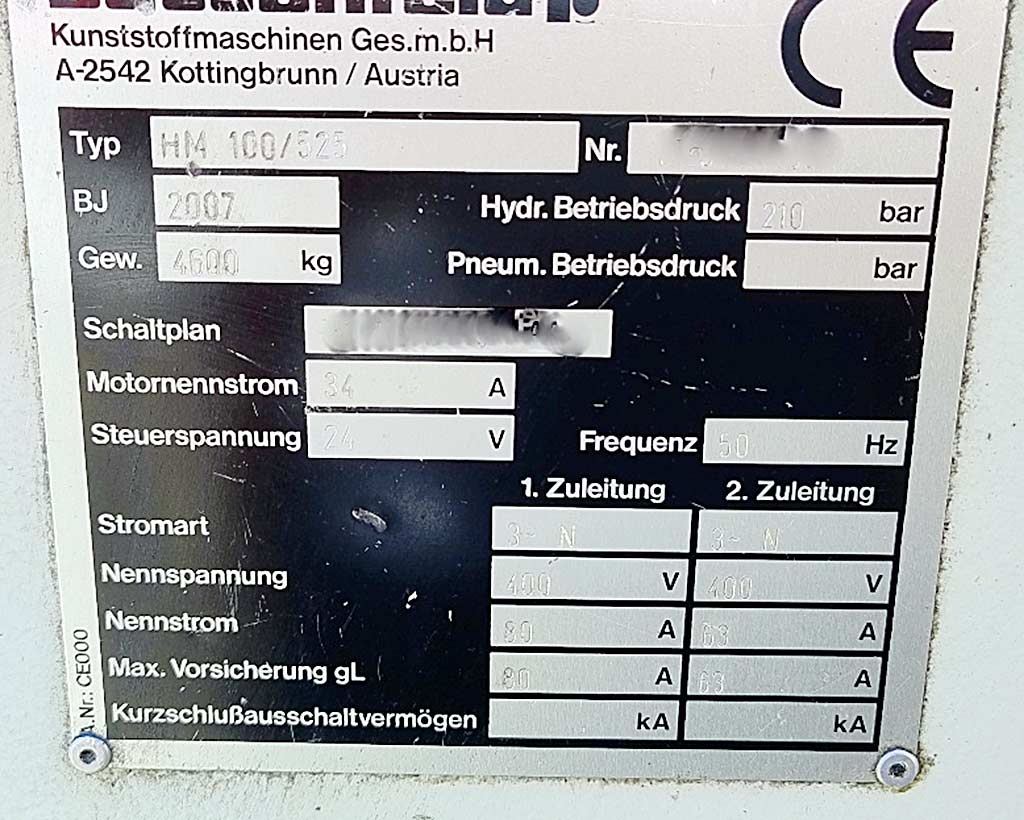 Kunststoffmaschinen Ges.m.b.H
A-2542 Kottingbrunn / Austria
CE
Typ HM 100/525 Nr.
BJ 2007 Hydr. Betriebsdruck 210 bar
Gew. 4600 kg Pneum. Betriebsdruck bar
Schaltplan
Motornennstrom 34 A
Steuerspannung 24 V Frequenz 50 Hz
1. Zuleitung 2. Zuleitung
Stromart 3~ N 3~ N
Nennspannung 400 V 400 V
Nennstrom 80 A 63 A
Max. Vorsicherung gL 80 A 63 A
Kurzschlußausschaltvermögen kA kA
A.Nr.: CE000